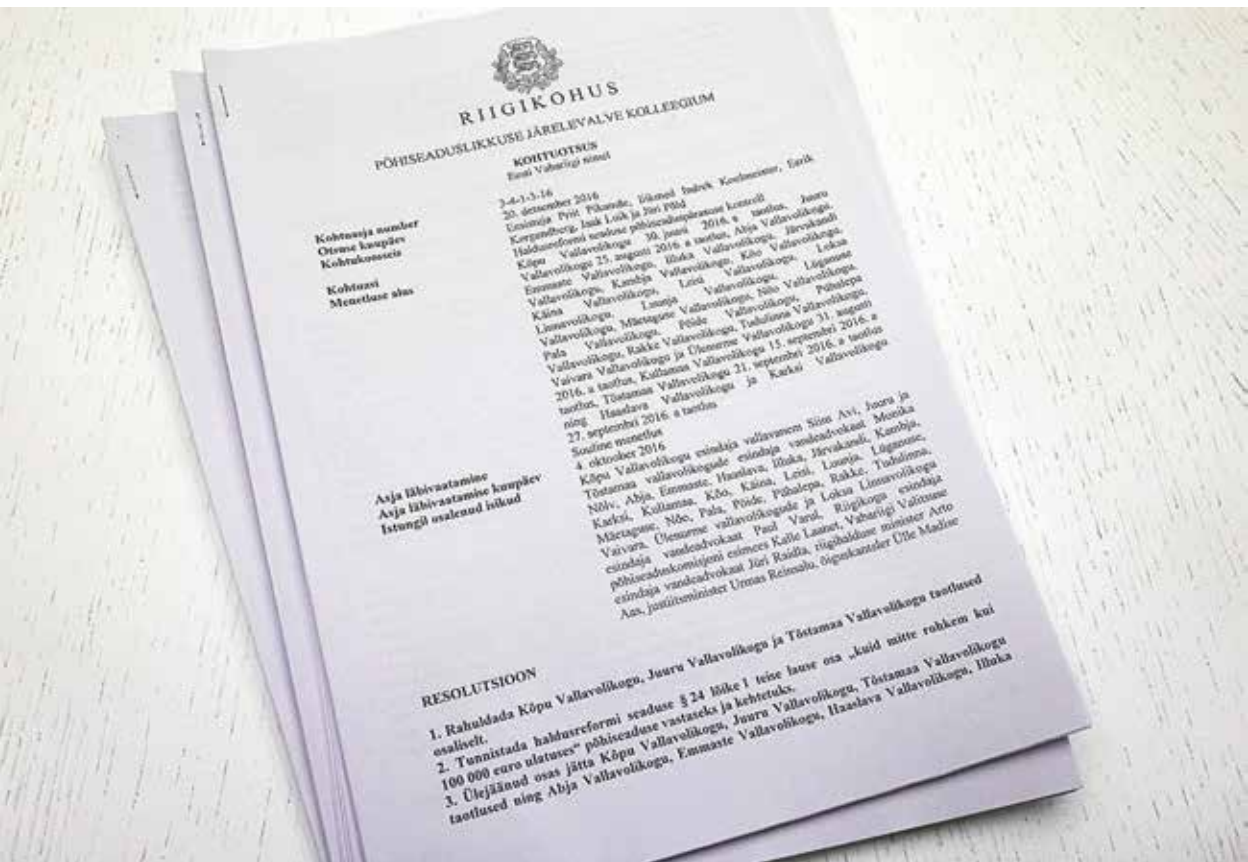 RIIGIKOHUS
PÕHISEADUSLIKKUSE JÄRELEVALVE KOLLEEGIUM
KOHTUOTSUS
Eesti Vabariigi nimel
Kohtuasja number
3-4-1-3-16
Otsuse kuupäev
20. detsember 2016
Kohtukoosseis
Eesistuja Priit Pikamäe, liikmed Indrek Koolmeister, Eerik
Kergandberg, Jaak Luik ja Jüri Põld
Kohtuasi
Haldusreformi seaduse põhiseaduspärasuse kontroll
Menetluse alus
Kõpu Vallavolikogu 30. juuni 2016. a taotlus, Juuru
Vallavolikogu 25. augusti 2016. a taotlus, Abja Vallavolikogu,
Emmaste Vallavolikogu, Illuka Vallavolikogu, Järvakandi
Vallavolikogu, Kambja Vallavolikogu, Kõo Vallavolikogu,
Käina Vallavolikogu, Leisi Vallavolikogu, Loksa
Linnavolikogu, Luunja Vallavolikogu, Lüganuse
Vallavolikogu, Mäetaguse Vallavolikogu, Nõo Vallavolikogu,
Pala Vallavolikogu, Pöide Vallavolikogu, Pühalepa
Vallavolikogu, Rakke Vallavolikogu, Tudulinna Vallavolikogu,
Vaivara Vallavolikogu ja Ülenurme Vallavolikogu 31. augusti
2016. a taotlus, Kullamaa Vallavolikogu 15. septembri 2016. a
taotlus, Tõstamaa Vallavolikogu 21. septembri 2016. a taotlus
ning Haaslava Vallavolikogu ja Karksi Vallavolikogu
27. septembri 2016. a taotlus
Asja läbivaatamine
Suuline menetlus
Asja läbivaatamise kuupäev
4. oktoober 2016
Istungil osalenud isikud
Kõpu Vallavolikogu esindaja vallavanem Siim Avi, Juuru ja
Tõstamaa vallavolikogude esindaja vandeadvokaat Monika
Nõlv, Abja, Emmaste, Haaslava, Illuka, Järvakandi, Kambja,
Karksi, Kullamaa, Kõo, Käina, Leisi, Luunja, Lüganuse,
Mäetaguse, Nõo, Pala, Pöide, Pühalepa, Rakke, Tudulinna,
Vaivara, Ülenurme vallavolikogude ja Loksa Linnavolikogu
esindaja vandeadvokaat Paul Varul, Riigikogu esindaja
põhiseaduskomisjoni esimees Kalle Laanet, Vabariigi Valitsuse
esindaja vandeadvokaat Jüri Raidla, riigihalduse minister Arto
Aas, justiitsminister Urmas Reinsalu, õiguskantsler Ülle Madise
RESOLUTSIOON
1. Rahuldada Kõpu Vallavolikogu, Juuru Vallavolikogu ja Tõstamaa Vallavolikogu taotlused
osaliselt.
2. Tunnistada haldusreformi seaduse § 24 lõike 1 teise lause osa „kuid mitte rohkem kui
100 000 euro ulatuses“ põhiseaduse vastaseks ja kehtetuks.
3. Ülejäänud osas jätta Kõpu Vallavolikogu, Juuru Vallavolikogu, Tõstamaa Vallavolikogu
taotlused ning Abja Vallavolikogu, Emmaste Vallavolikogu, Haaslava Vallavolikogu, Illuka